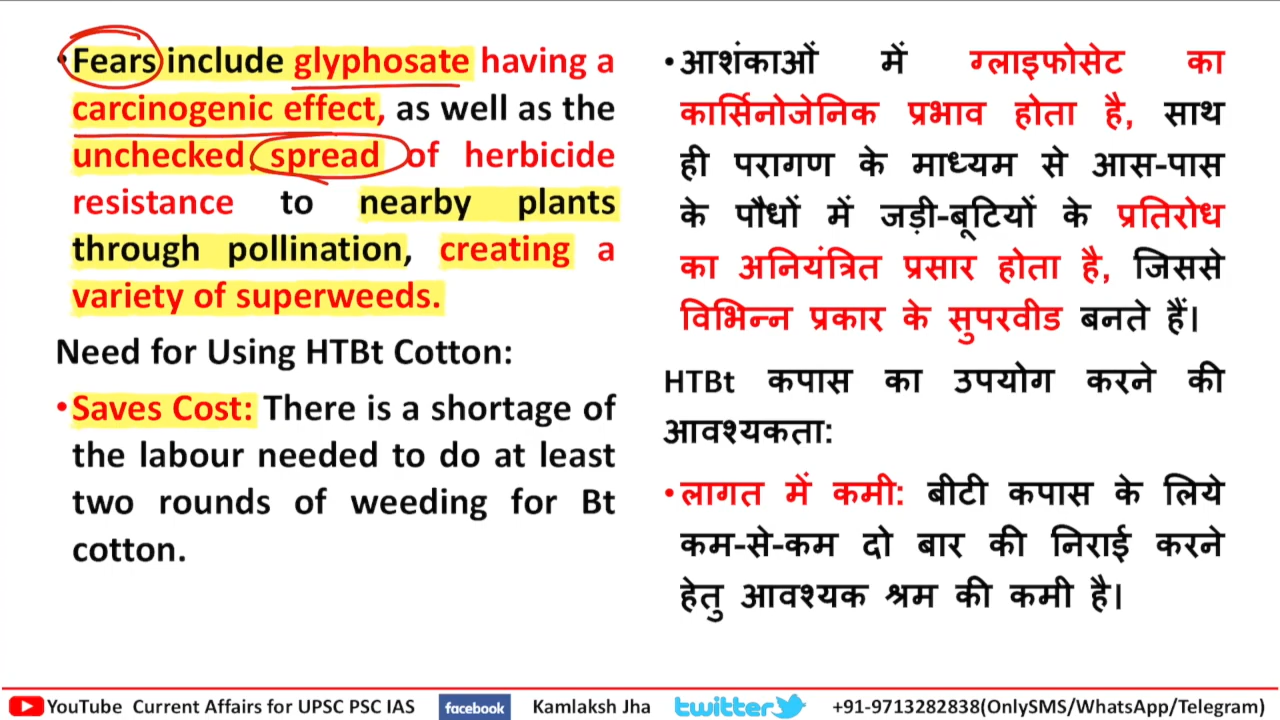 •Fears include glyphosate having a
carcinogenic effect, as well as the
unchecked spread of herbicide
resistance to nearby plants
through pollination, creating a
variety of superweeds.
Need for Using HTBt Cotton:
•Saves Cost: There is a shortage of
the labour needed to do at least
two rounds of weeding for Bt
cotton.
•आशंकाओं में ग्लाइफोसेट का
कार्सिनोजेनिक प्रभाव होता है, साथ
ही परागण के माध्यम से आस-पास
के पौधों में जड़ी-बूटियों के प्रतिरोध
का अनियंत्रित प्रसार होता है, जिससे
विभिन्न प्रकार के सुपरवीड बनते हैं।
HTBt कपास का उपयोग करने की
आवश्यकता:
•लागत में कमी: बीटी कपास के लिये
कम-से-कम दो बार की निराई करने
हेतु आवश्यक श्रम की कमी है।
YouTube Current Affairs for UPSC PSC IAS facebook Kamlaksh Jha twitter +91-9713282838(OnlySMS/WhatsApp/Telegram)